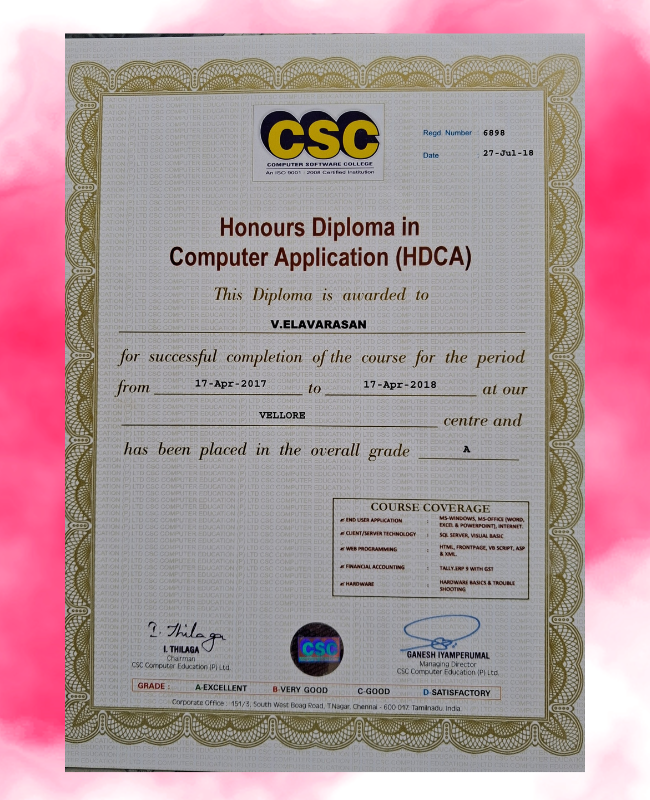 CSC
COMPUTER SOFTWARE COLLEGE
An ISO 9001 : 2008 Certified Institution
Regd. Number 6898
Date 27-Jul-18
Honours Diploma in
Computer Application (HDCA)
This Diploma is awarded to
V.ELAVARASAN
for successful completion of the course for the period
from 17-Apr-2017 to 17-Apr-2018 at our
VELLORE centre and
has been placed in the overall grade A
COURSE COVERAGE
END USER APPLICATION : MS-WINDOWS, MS-OFFICE (WORD,
EXCEL & POWERPOINT), INTERNET.
CLIENT/SERVER TECHNOLOGY : SQL SERVER, VISUAL BASIC
WEB PROGRAMMING : HTML, FRONTPAGE, VB SCRIPT, ASP
& XML.
FINANCIAL ACCOUNTING : TALLY.ERP 9 WITH GST
HARDWARE : HARDWARE BASICS & TROUBLE
SHOOTING
I. Thilaga
I. THILAGA
Chairman
CSC Computer Education (P) Ltd.
CSC
GANESH IYAMPERUMAL
Managing Director
CSC Computer Education (P) Ltd.
GRADE : A-EXCELLENT B-VERY GOOD C-GOOD D-SATISFACTORY
Corporate Office : 151/3, South West Boag Road, T.Nagar, Chennai - 600 017. Tamilnadu. India.